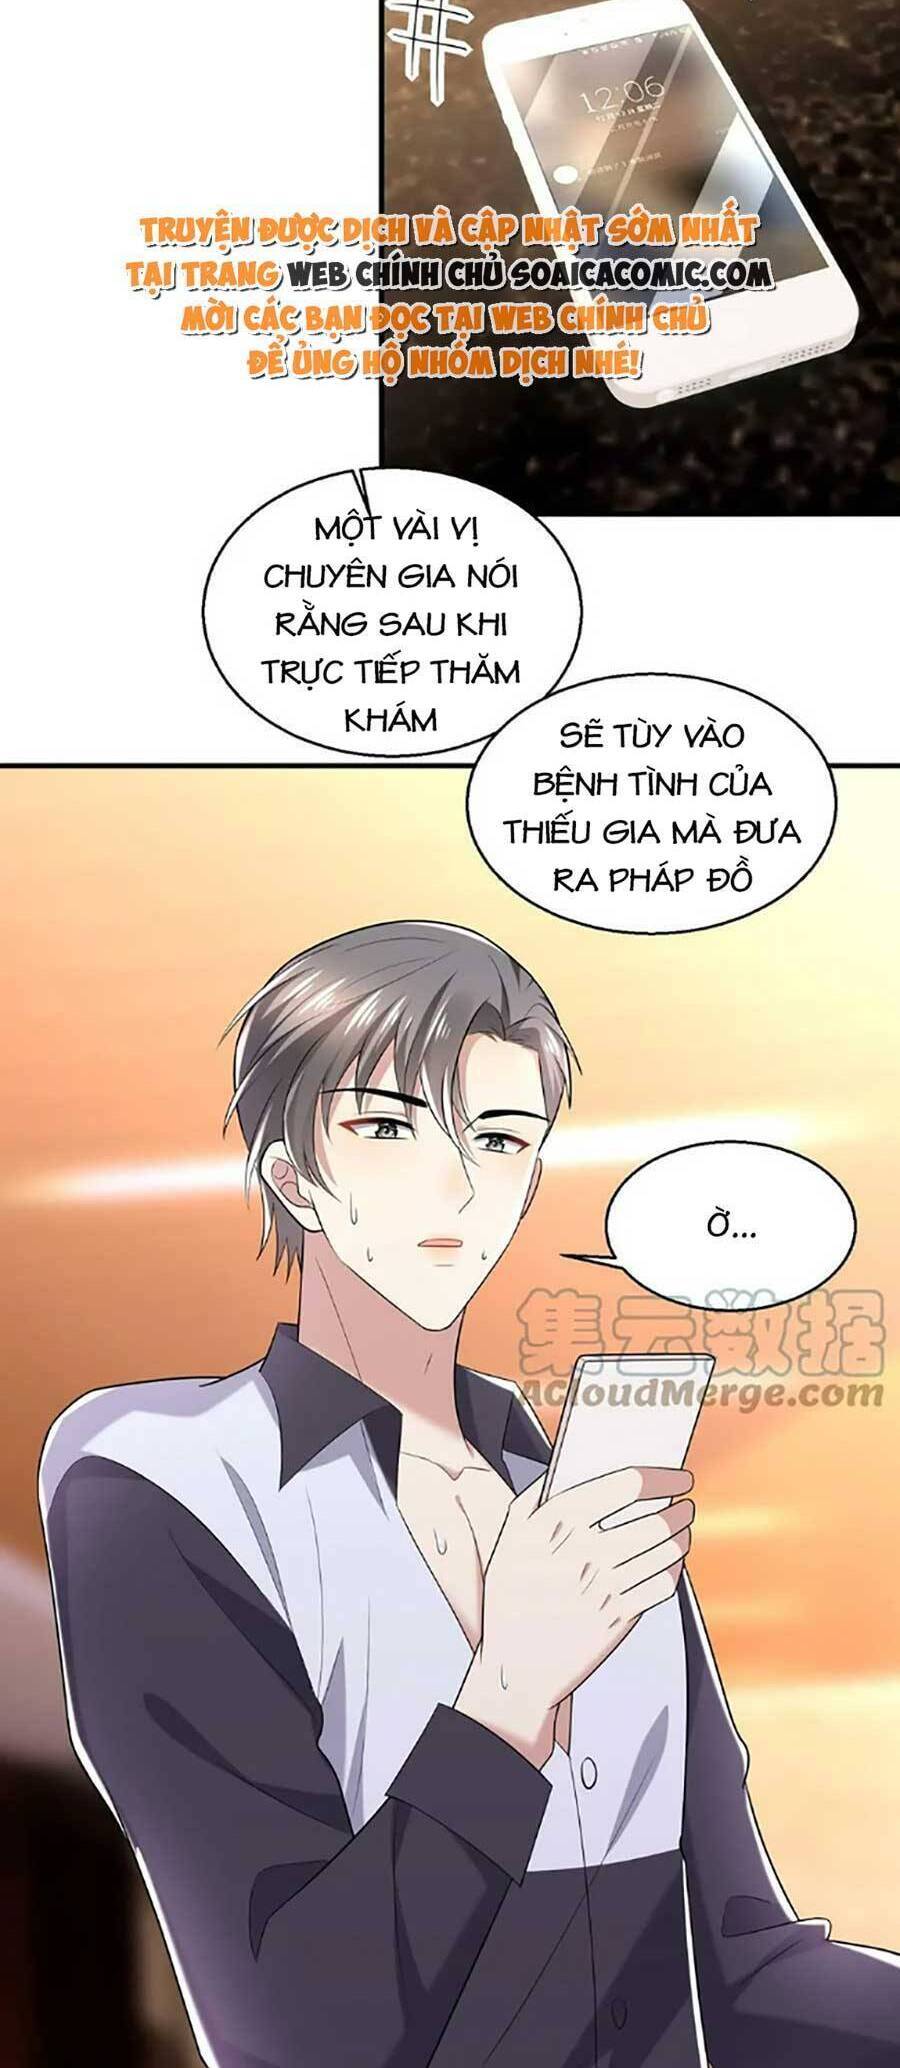 12:06
TRUYỆN ĐƯỢC DỊCH VÀ CẬP NHẬT SỚM NHẤT
TẠI TRANG WEB CHÍNH CHỦ SOAICACOMIC.COM
MỜI CÁC BẠN ĐỌC TẠI WEB CHÍNH CHỦ
ĐỂ ỦNG HỘ NHÓM DỊCH NHÉ!
MỘT VÀI VỊ
CHUYÊN GIA NÓI
RẰNG SAU KHI
TRỰC TIẾP THĂM
KHÁM
SẼ TÙY VÀO
BỆNH TÌNH CỦA
THIẾU GIA MÀ ĐƯA
RA PHÁP ĐỒ
Ờ...
集云数据
ACloudMerge.com